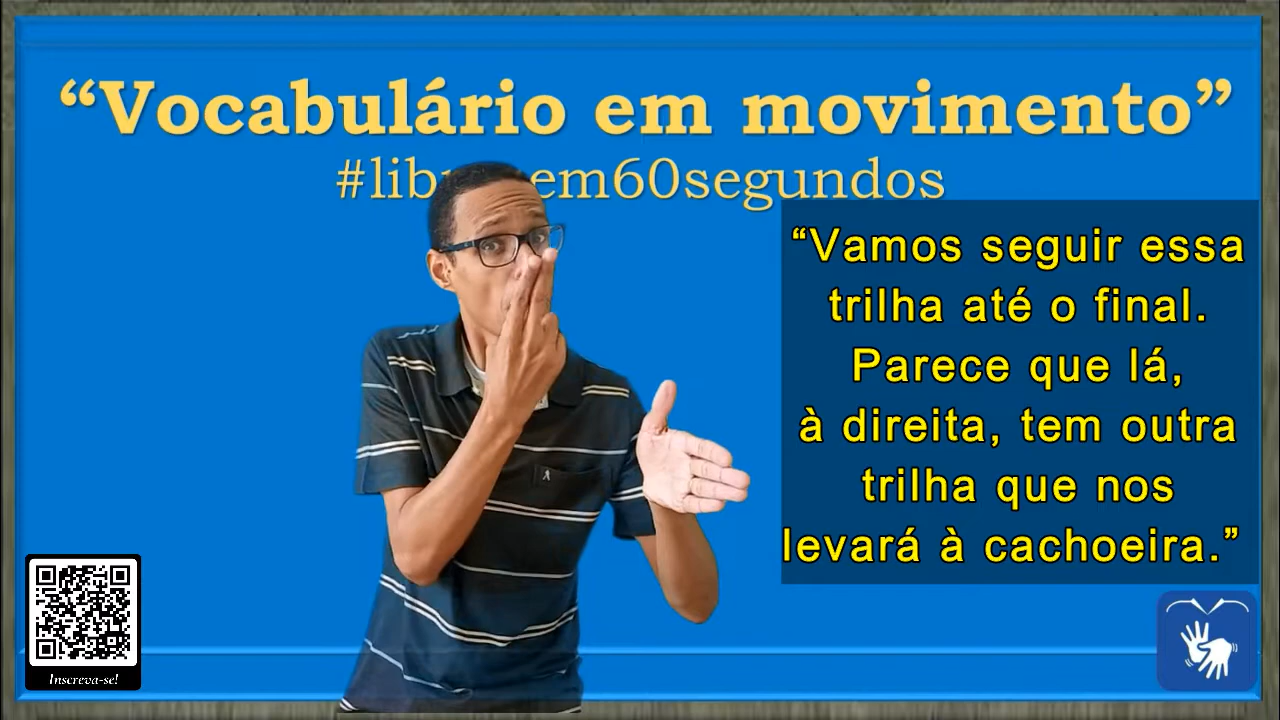 “Vocabulário em movimento”
#lib em60segundos
“Vamos seguir essa
trilha até o final.
Parece que lá,
à direita, tem outra
trilha que nos
levará à cachoeira.”
Inscreva-se!